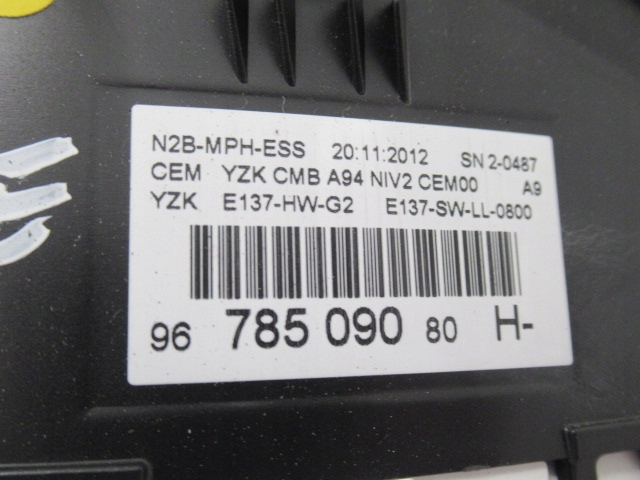 N2B-MPH-ESS 20:11:2012 SN 2-0487
CEM YZK CMB A94 NIV2 CEM00 A9
YZK E137-HW-G2 E137-SW-LL-0800
96 785 090 80 H-